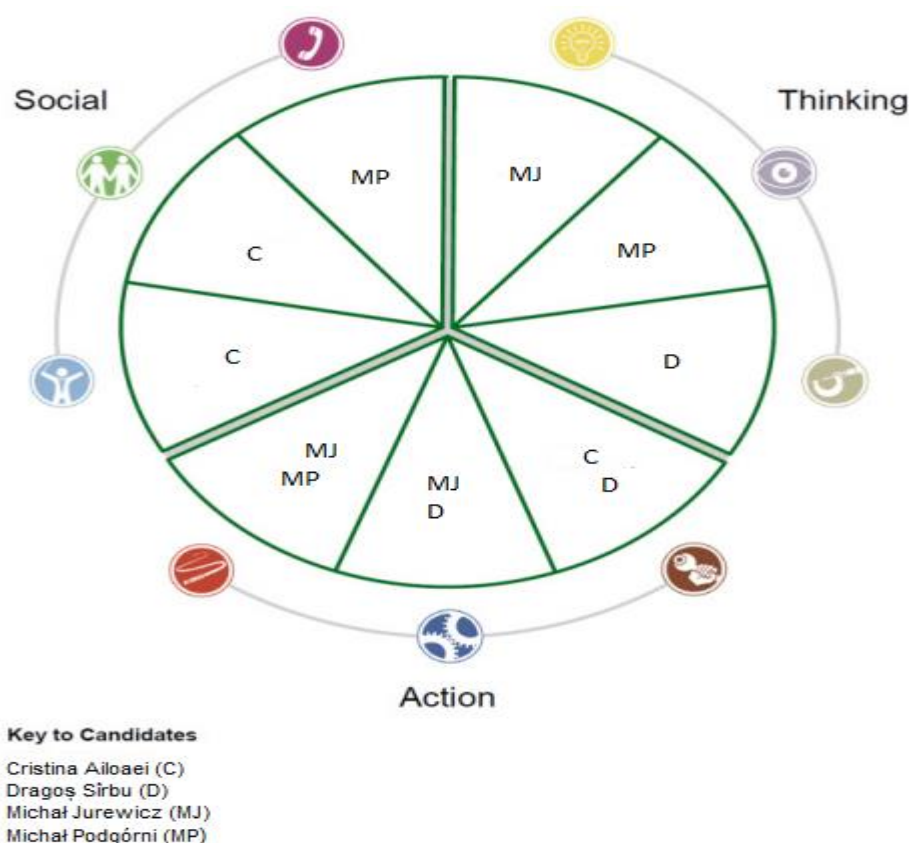 Social
Thinking
MP
MJ
C
MP
C
D
MJ
MP
MJ
D
C
D
Action
Key to Candidates
Cristina Ailoaei (C)
Dragoș Sîrbu (D)
Michał Jurewicz (MJ)
Michał Podgórni (MP)